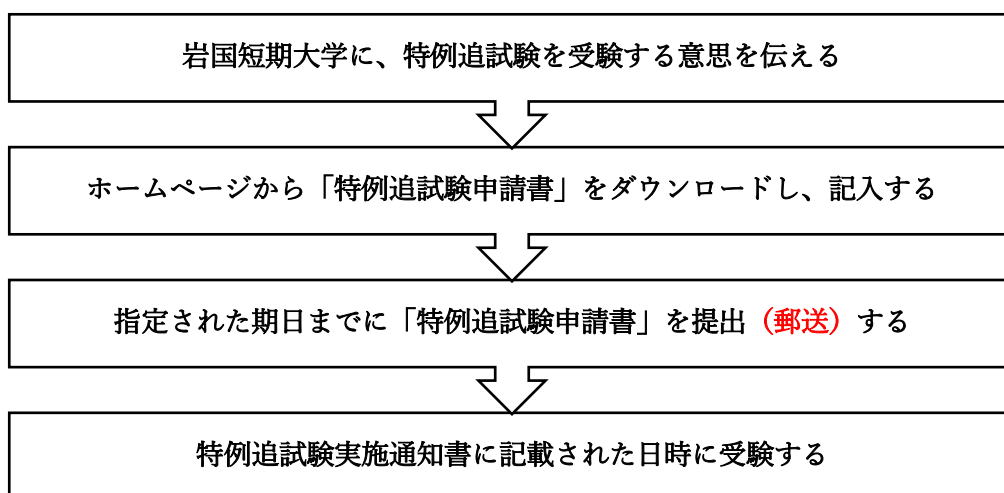 岩国短期大学に、特例追試験を受験する意思を伝える
ホームページから「特例追試験申請書」をダウンロードし、記入する
指定された期日までに「特例追試験申請書」を提出（郵送）する
特例追試験実施通知書に記載された日時に受験する